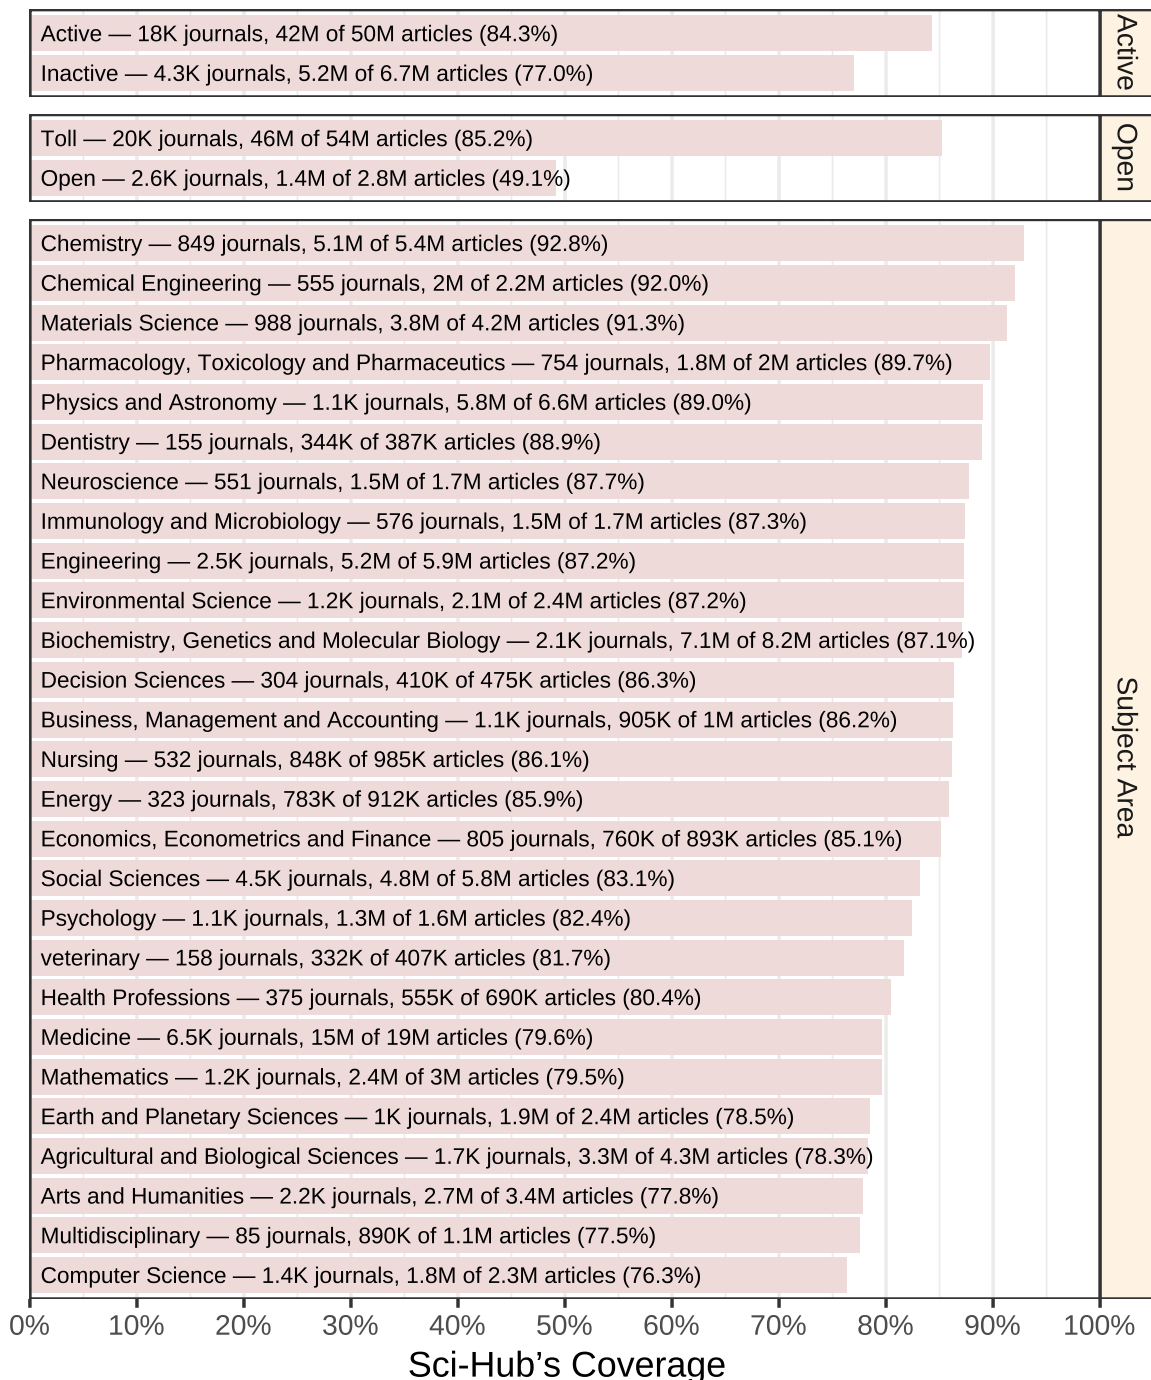 Active — 18K journals, 42M of 50M articles (84.3%)
Inactive — 4.3K journals, 5.2M of 6.7M articles (77.0%)
Active
Toll — 20K journals, 46M of 54M articles (85.2%)
Open — 2.6K journals, 1.4M of 2.8M articles (49.1%)
Open
Chemistry — 849 journals, 5.1M of 5.4M articles (92.8%)
Chemical Engineering — 555 journals, 2M of 2.2M articles (92.0%)
Materials Science — 988 journals, 3.8M of 4.2M articles (91.3%)
Pharmacology, Toxicology and Pharmaceutics — 754 journals, 1.8M of 2M articles (89.7%)
Physics and Astronomy — 1.1K journals, 5.8M of 6.6M articles (89.0%)
Dentistry — 155 journals, 344K of 387K articles (88.9%)
Neuroscience — 551 journals, 1.5M of 1.7M articles (87.7%)
Immunology and Microbiology — 576 journals, 1.5M of 1.7M articles (87.3%)
Engineering — 2.5K journals, 5.2M of 5.9M articles (87.2%)
Environmental Science — 1.2K journals, 2.1M of 2.4M articles (87.2%)
Biochemistry, Genetics and Molecular Biology — 2.1K journals, 7.1M of 8.2M articles (87.1%)
Decision Sciences — 304 journals, 410K of 475K articles (86.3%)
Business, Management and Accounting — 1.1K journals, 905K of 1M articles (86.2%)
Nursing — 532 journals, 848K of 985K articles (86.1%)
Energy — 323 journals, 783K of 912K articles (85.9%)
Economics, Econometrics and Finance — 805 journals, 760K of 893K articles (85.1%)
Social Sciences — 4.5K journals, 4.8M of 5.8M articles (83.1%)
Psychology — 1.1K journals, 1.3M of 1.6M articles (82.4%)
veterinary — 158 journals, 332K of 407K articles (81.7%)
Health Professions — 375 journals, 555K of 690K articles (80.4%)
Medicine — 6.5K journals, 15M of 19M articles (79.6%)
Mathematics — 1.2K journals, 2.4M of 3M articles (79.5%)
Earth and Planetary Sciences — 1K journals, 1.9M of 2.4M articles (78.5%)
Agricultural and Biological Sciences — 1.7K journals, 3.3M of 4.3M articles (78.3%)
Arts and Humanities — 2.2K journals, 2.7M of 3.4M articles (77.8%)
Multidisciplinary — 85 journals, 890K of 1.1M articles (77.5%)
Computer Science — 1.4K journals, 1.8M of 2.3M articles (76.3%)
Subject Area
0% 10% 20% 30% 40% 50% 60% 70% 80% 90% 100%
Sci-Hub’s Coverage